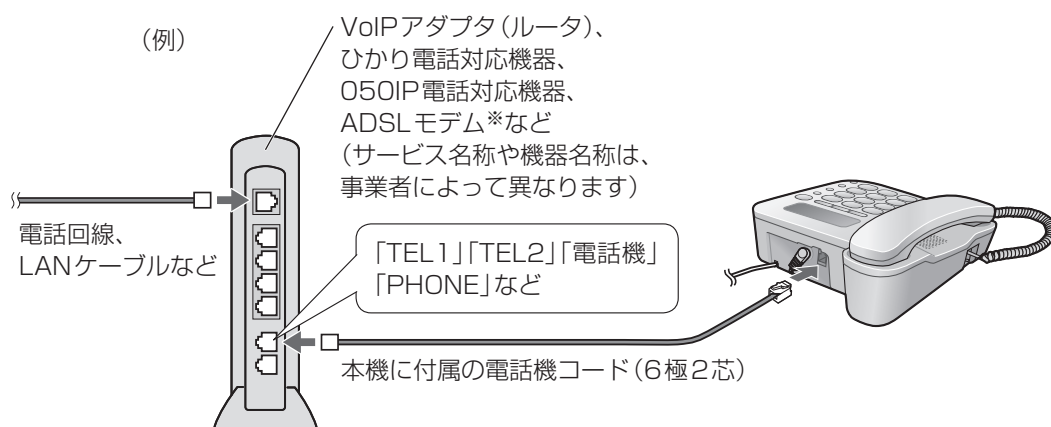 (例)
VoIPアダプタ(ルータ)、
ひかり電話対応機器、
050IP電話対応機器、
ADSLモデム※など
(サービス名称や機器名称は、
事業者によって異なります)
電話回線、
LANケーブルなど
「TEL1」「TEL2」「電話機」
「PHONE」など
本機に付属の電話機コード(6極2芯)